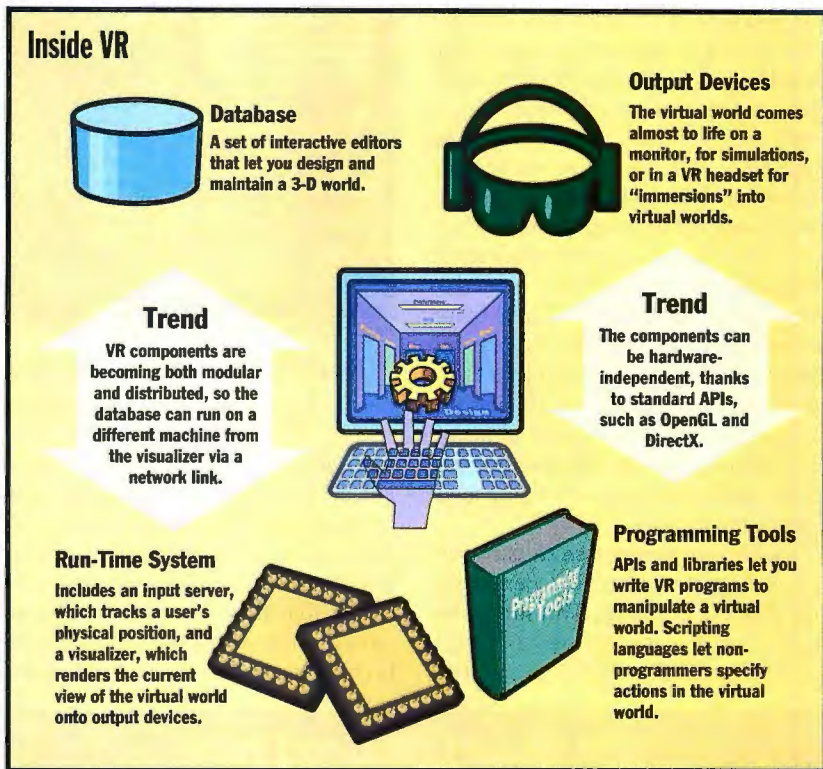 Inside VR
Database
A set of interactive editors
that let you design and
maintain a 3-D world.
Output Devices
The virtual world comes
almost to life on a
monitor, for simulations,
or in a VR headset for
“immersions” into
virtual worlds.
Trend
VR components are
becoming both modular
and distributed, so the
database can run on a
different machine from
the visualizer via a
network link.
Design
Trend
The components can
be hardware-
independent, thanks
to standard APIs,
such as OpenGL and
DirectX.
Run-Time System
Includes an input server,
which tracks a user's
physical position, and
a visualizer, which
renders the current
view of the virtual world
onto output devices.
Programming
Tools
Programming Tools
APIs and libraries let you
write VR programs to
manipulate a virtual
world. Scripting
languages let non-
programmers specify
actions in the virtual
world.